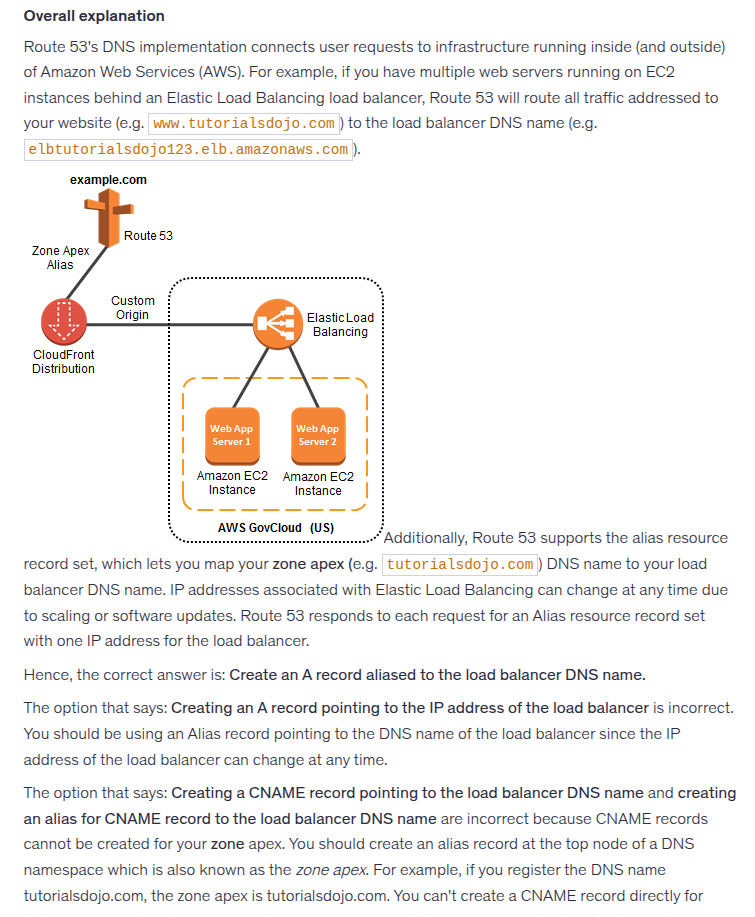 Overall explanation
Route 53's DNS implementation connects user requests to infrastructure running inside (and outside)
of Amazon Web Services (AWS). For example, if you have multiple web servers running on EC2
instances behind an Elastic Load Balancing load balancer, Route 53 will route all traffic addressed to
your website (e.g. www.tutorialsdojo.com) to the load balancer DNS name (e.g.
elbtutorialsdojo123.elb.amazonaws.com).
example.com
Route 53
Zone Apex
Alias
Custom
Origin
Elastic Load
Balancing
CloudFront
Distribution
Web App
Server 1
Web App
Server 2
Amazon EC2
Instance
Amazon EC2
Instance
AWS GovCloud (US)
Additionally, Route 53 supports the alias resource
record set, which lets you map your zone apex (e.g. tutorialsdojo.com) DNS name to your load
balancer DNS name. IP addresses associated with Elastic Load Balancing can change at any time due
to scaling or software updates. Route 53 responds to each request for an Alias resource record set
with one IP address for the load balancer.
Hence, the correct answer is: Create an A record aliased to the load balancer DNS name.
The option that says: Creating an A record pointing to the IP address of the load balancer is incorrect.
You should be using an Alias record pointing to the DNS name of the load balancer since the IP
address of the load balancer can change at any time.
The option that says: Creating a CNAME record pointing to the load balancer DNS name and creating
an alias for CNAME record to the load balancer DNS name are incorrect because CNAME records
cannot be created for your zone apex. You should create an alias record at the top node of a DNS
namespace which is also known as the zone apex. For example, if you register the DNS name
tutorialsdojo.com, the zone apex is tutorialsdojo.com. You can't create a CNAME record directly for